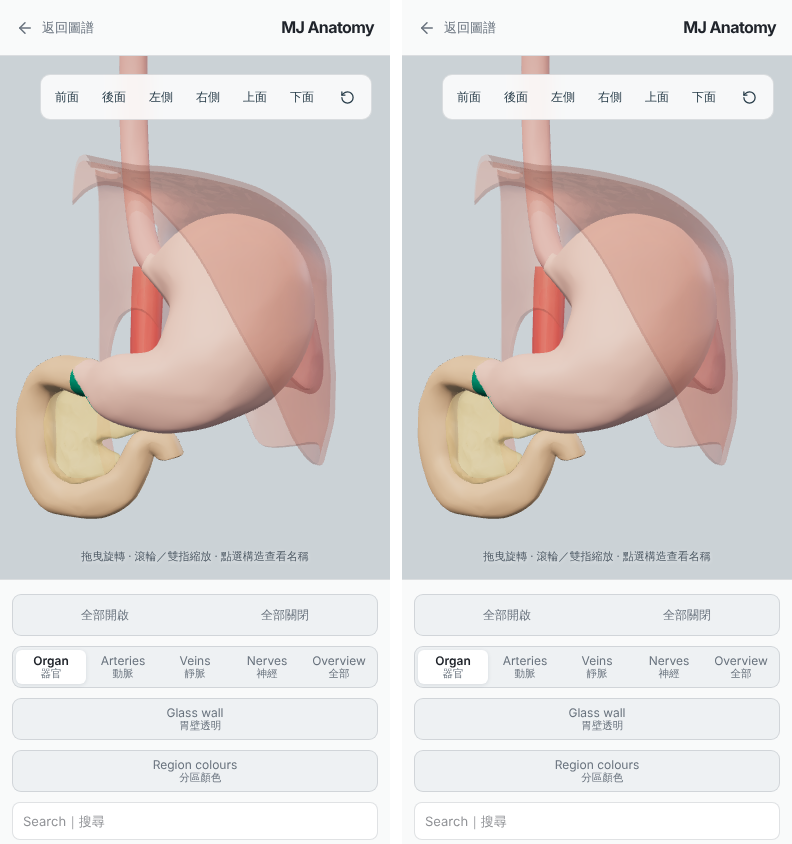 返回圖譜 MJ Anatomy
前面 後面 左側 右側 上面 下面
拖曳旋轉 · 滾輪／雙指縮放 · 點選構造查看名稱
全部開啟 全部關閉
Organ Arteries Veins Nerves Overview
器官 動脈 靜脈 神經 全部
Glass wall
胃壁透明
Region colours
分區顏色
Search｜搜尋
返回圖譜 MJ Anatomy
前面 後面 左側 右側 上面 下面
拖曳旋轉 · 滾輪／雙指縮放 · 點選構造查看名稱
全部開啟 全部關閉
Organ Arteries Veins Nerves Overview
器官 動脈 靜脈 神經 全部
Glass wall
胃壁透明
Region colours
分區顏色
Search｜搜尋